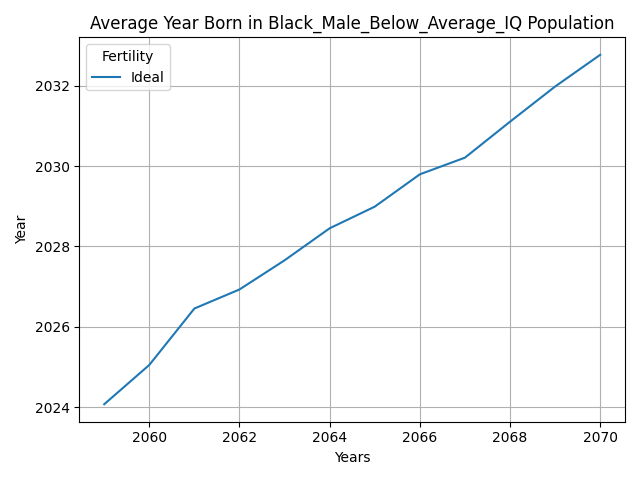 Average Year Born in Black_Male_Below_Average_IQ Population
Fertility
Ideal
Year
2032
2030
2028
2026
2024
2060 2062 2064 2066 2068 2070
Years